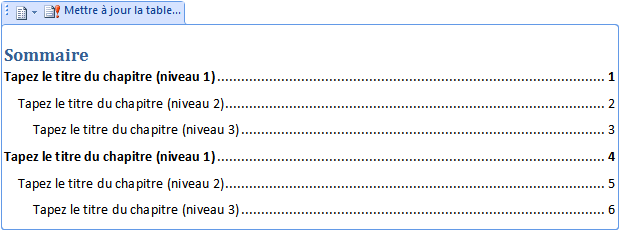 Mettre à jour la table...
Sommaire
Tapez le titre du chapitre (niveau 1) 1
Tapez le titre du chapitre (niveau 2) 2
Tapez le titre du chapitre (niveau 3) 3
Tapez le titre du chapitre (niveau 1) 4
Tapez le titre du chapitre (niveau 2) 5
Tapez le titre du chapitre (niveau 3) 6